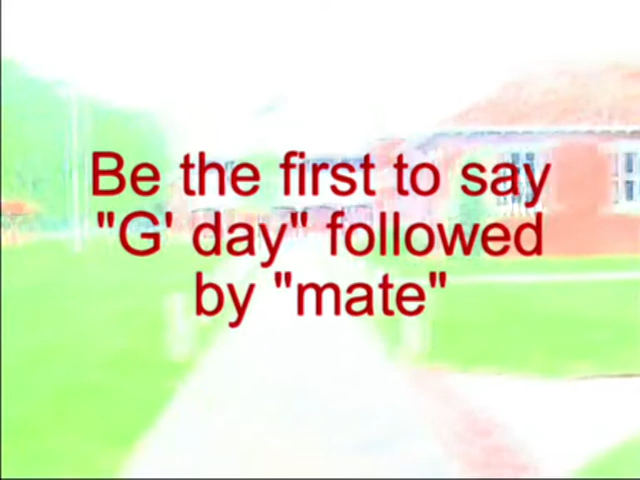 Be the first to say
"G' day" followed
by "mate"